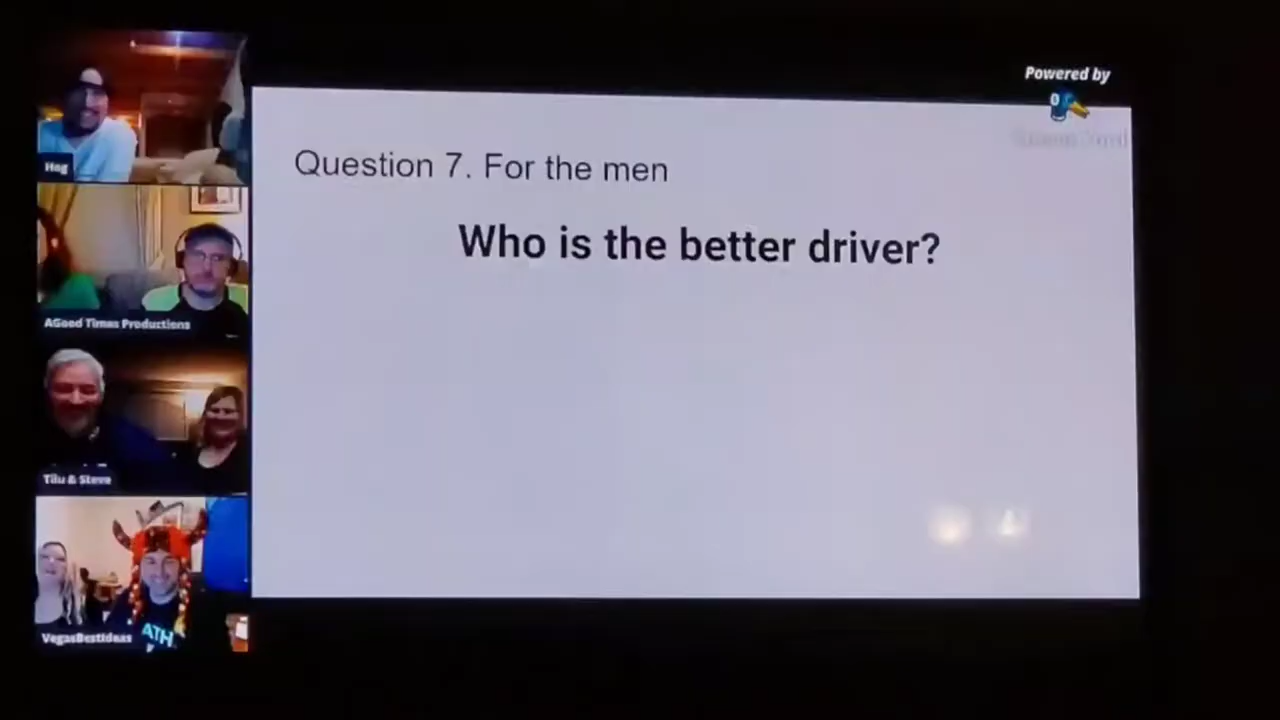 Powered by
Question 7. For the men
Who is the better driver?
Hog
AGood Times Productions
Tilu & Steve
VegasBestIdeas
ATH